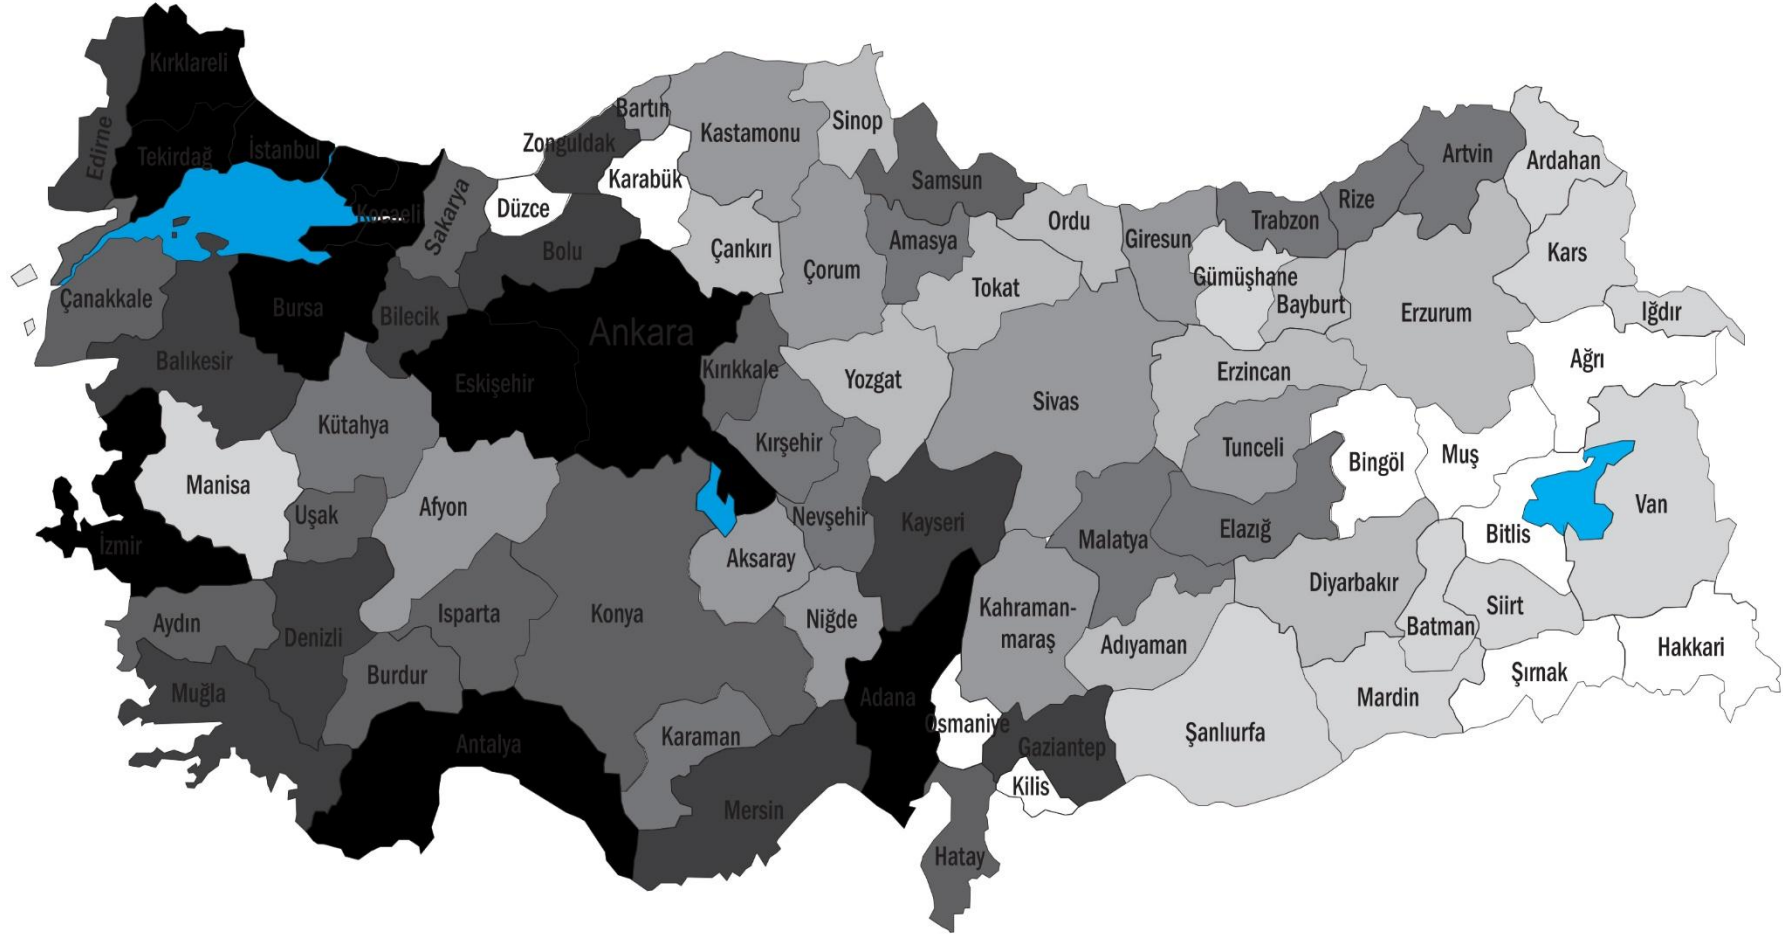 Kırklareli
Edirne
Tekirdağ
İstanbul
Kocaeli
Sakarya
Düzce
Zonguldak
Bartın
Karabük
Kastamonu
Sinop
Samsun
Çankırı
Çorum
Amasya
Tokat
Ordu
Giresun
Trabzon
Rize
Artvin
Ardahan
Kars
Gümüşhane
Bayburt
Erzurum
Iğdır
Çanakkale
Bursa
Bilecik
Bolu
Ankara
Balıkesir
Eskişehir
Kırıkkale
Yozgat
Sivas
Erzincan
Ağrı
Kütahya
Kırşehir
Tunceli
Bingöl
Muş
Manisa
Uşak
Afyon
Nevşehir
Kayseri
Malatya
Elazığ
Bitlis
Van
İzmir
Aksaray
Diyarbakır
Aydın
Denizli
Isparta
Konya
Niğde
Kahraman-
maraş
Adıyaman
Batman
Siirt
Hakkari
Muğla
Burdur
Karaman
Adana
Osmaniye
Gaziantep
Şanlıurfa
Mardin
Şırnak
Antalya
Mersin
Kilis
Hatay